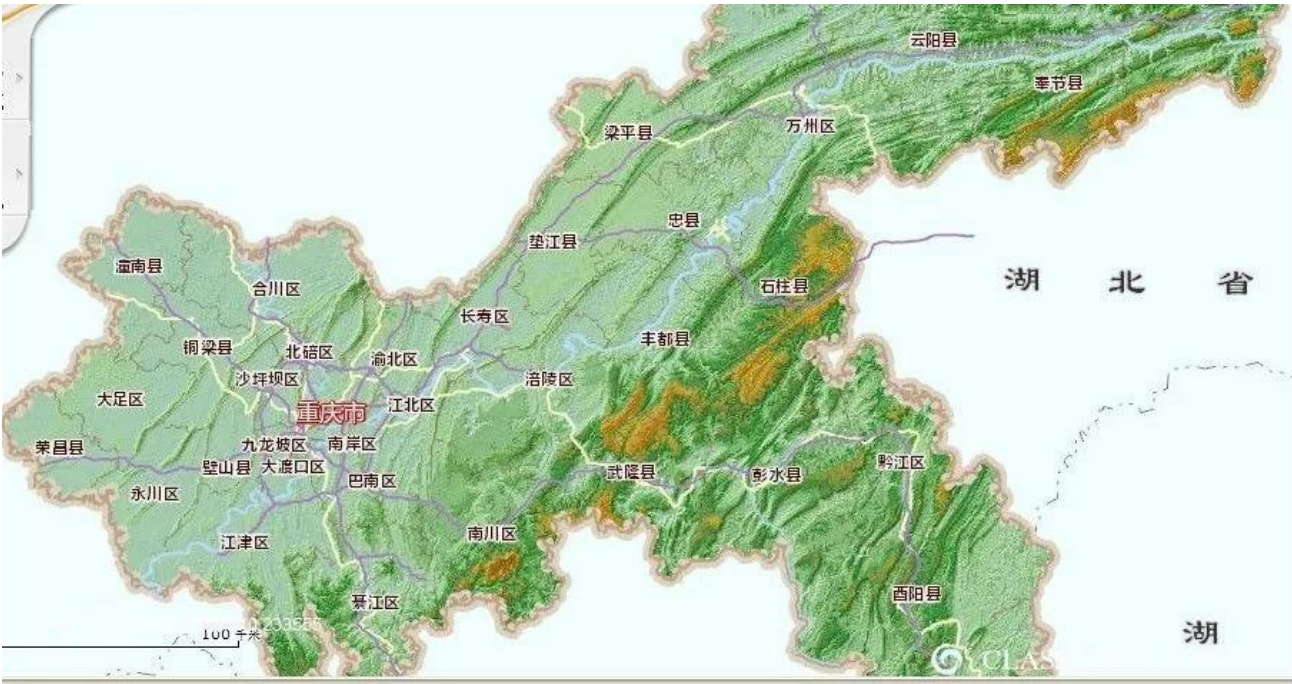 云阳县
奉节县
梁平县
万州区
忠县
垫江县
潼南县
合川区
石柱县
湖北省
长寿区
丰都县
铜梁县
北碚区
渝北区
沙坪坝区
涪陵区
大足区
重庆市
江北区
荣昌县
九龙坡区
南岸区
璧山县
大渡口区
武隆县
彭水县
黔江区
巴南区
永川区
南川区
江津区
酉阳县
綦江区
100 千米
湖